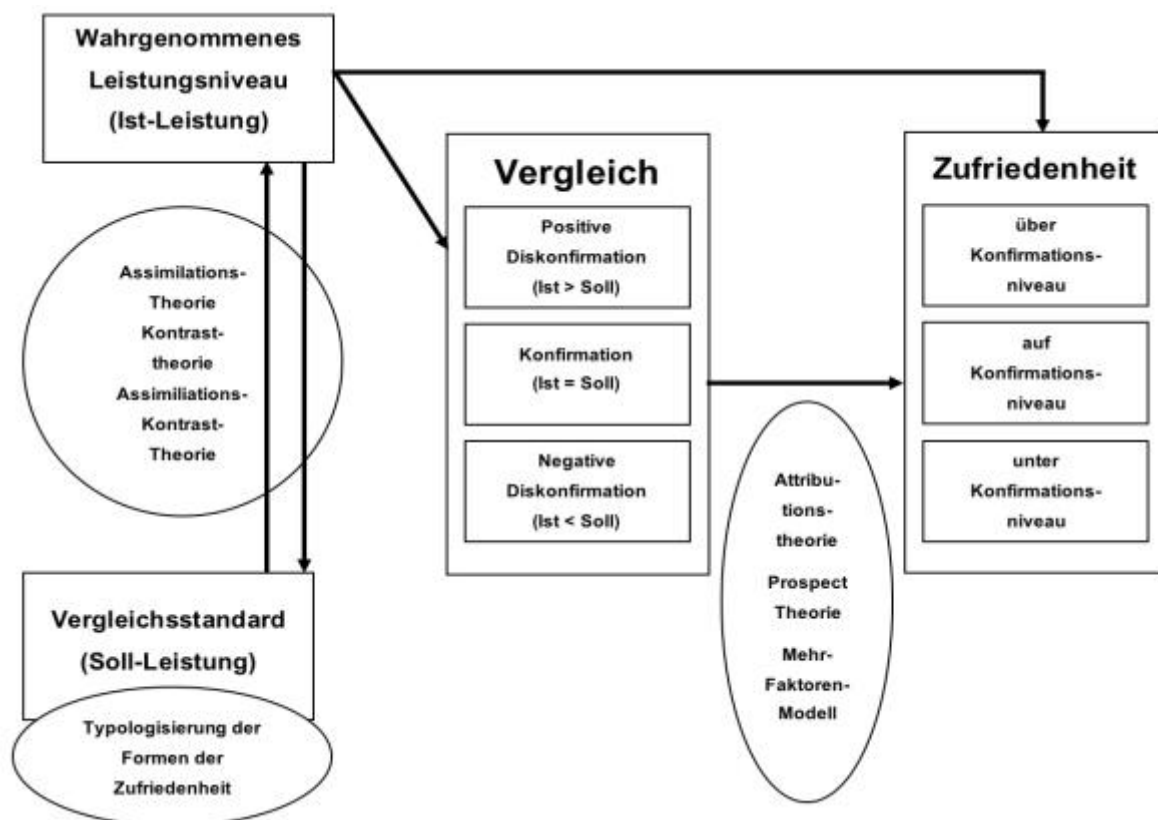 Wahrgenommenes
Leistungsniveau
(Ist-Leistung)
Assimilations-
Theorie
Kontrast-
theorie
Assimiliations-
Kontrast-
Theorie
Vergleichsstandard
(Soll-Leistung)
Typologisierung der
Formen der
Zufriedenheit
Vergleich
Positive
Diskonfirmation
(Ist > Soll)
Konfirmation
(Ist = Soll)
Negative
Diskonfirmation
(Ist < Soll)
Attribu-
tions-
theorie
Prospect
Theorie
Mehr-
Faktoren-
Modell
Zufriedenheit
über
Konfirmations-
niveau
auf
Konfirmations-
niveau
unter
Konfirmations-
niveau